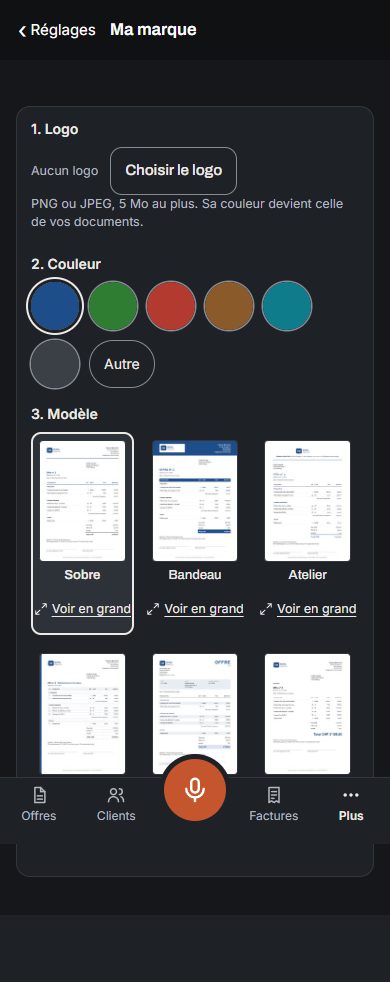 Réglages Ma marque
1. Logo
Aucun logo Choisir le logo
PNG ou JPEG, 5 Mo au plus. Sa couleur devient celle
de vos documents.
2. Couleur
Autre
3. Modèle
Sobre Bandeau Atelier
Voir en grand Voir en grand Voir en grand
OFFRE
Offres Clients Factures Plus